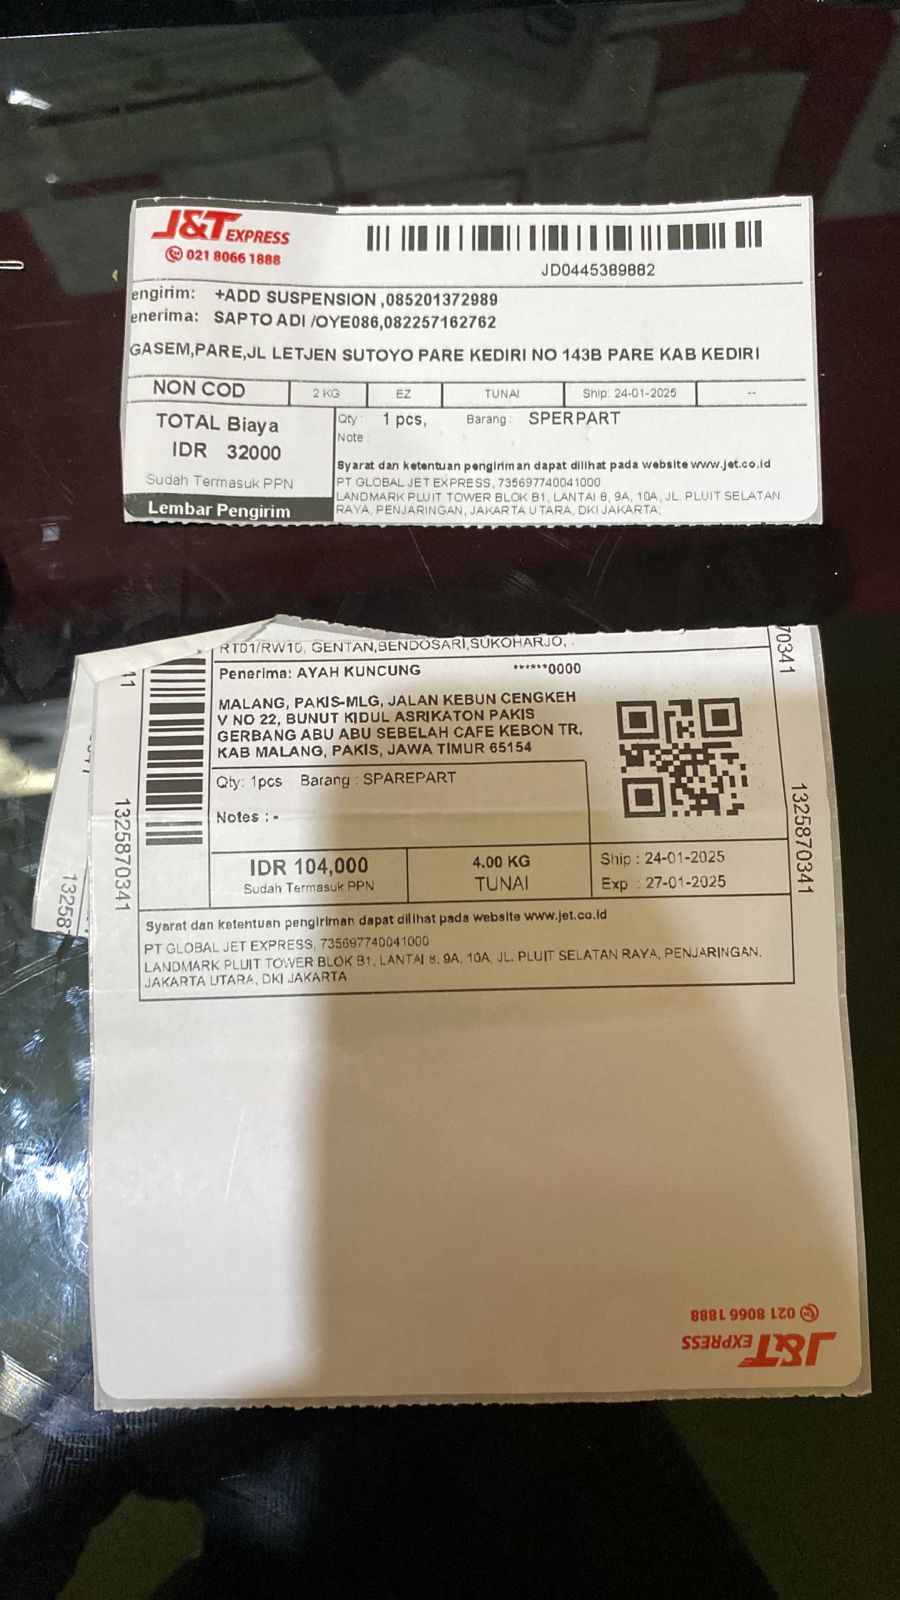 J&T EXPRESS
021 8066 1888
JD0445389882
engirim: +ADD SUSPENSION ,085201372989
enerima: SAPTO ADI /OYE086,082257162762
GASEM,PARE,JL LETJEN SUTOYO PARE KEDIRI NO 143B PARE KAB KEDIRI
NON COD 2 KG EZ TUNAI Ship: 24-01-2025 --
TOTAL Biaya
IDR 32000
Sudah Termasuk PPN
Lembar Pengirim
Qty : 1 pcs, Barang : SPERPART
Note :
Syarat dan ketentuan pengiriman dapat dilihat pada website www.jet.co.id
PT GLOBAL JET EXPRESS, 735697740041000
LANDMARK PLUIT TOWER BLOK B1, LANTAI 8, 9A, 10A, JL. PLUIT SELATAN
RAYA, PENJARINGAN, JAKARTA UTARA, DKI JAKARTA;
RT01/RW10, GENTAN,BENDOSARI,SUKOHARJO,
Penerima: AYAH KUNCUNG ******0000
MALANG, PAKIS-MLG, JALAN KEBUN CENGKEH
V NO 22, BUNUT KIDUL ASRIKATON PAKIS
GERBANG ABU ABU SEBELAH CAFE KEBON TR,
KAB MALANG, PAKIS, JAWA TIMUR 65154
Qty: 1pcs Barang : SPAREPART
Notes : -
IDR 104,000
Sudah Termasuk PPN
4.00 KG
TUNAI
Ship : 24-01-2025
Exp : 27-01-2025
Syarat dan ketentuan pengiriman dapat dilihat pada website www.jet.co.id
PT GLOBAL JET EXPRESS, 735697740041000
LANDMARK PLUIT TOWER BLOK B1, LANTAI 8, 9A, 10A, JL. PLUIT SELATAN RAYA, PENJARINGAN,
JAKARTA UTARA, DKI JAKARTA
41
1325870341
13258
70341
1325870341
021 8066 1888
J&T EXPRESS